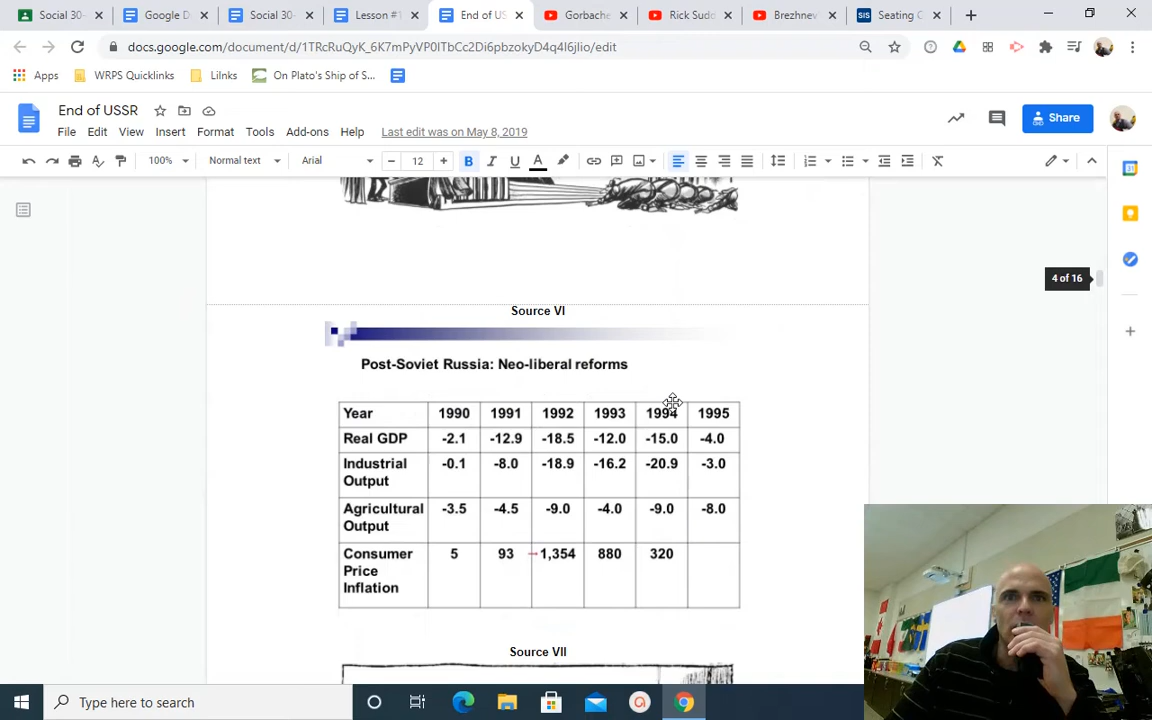 Social 30-
Google D
Social 30-
Lesson #1
End of US
Gorbache
Rick Sudo
Brezhnev
SIS
Seating C
docs.google.com/document/d/1TRcRuQyK_6K7mPyVP0ITbCc2Di6pbzokyD4q4I6jlio/edit
Apps
WRPS Quicklinks
LiInks
On Plato's Ship of S...
End of USSR
File Edit View Insert Format Tools Add-ons Help Last edit was on May 8, 2019
Share
100% Normal text Arial 12 B I U A
4 of 16
Source VI
Post-Soviet Russia: Neo-liberal reforms
Year 1990 1991 1992 1993 1994 1995
Real GDP -2.1 -12.9 -18.5 -12.0 -15.0 -4.0
Industrial -0.1 -8.0 -18.9 -16.2 -20.9 -3.0
Output
Agricultural -3.5 -4.5 -9.0 -4.0 -9.0 -8.0
Output
Consumer 5 93 1,354 880 320
Price
Inflation
Source VII
Type here to search